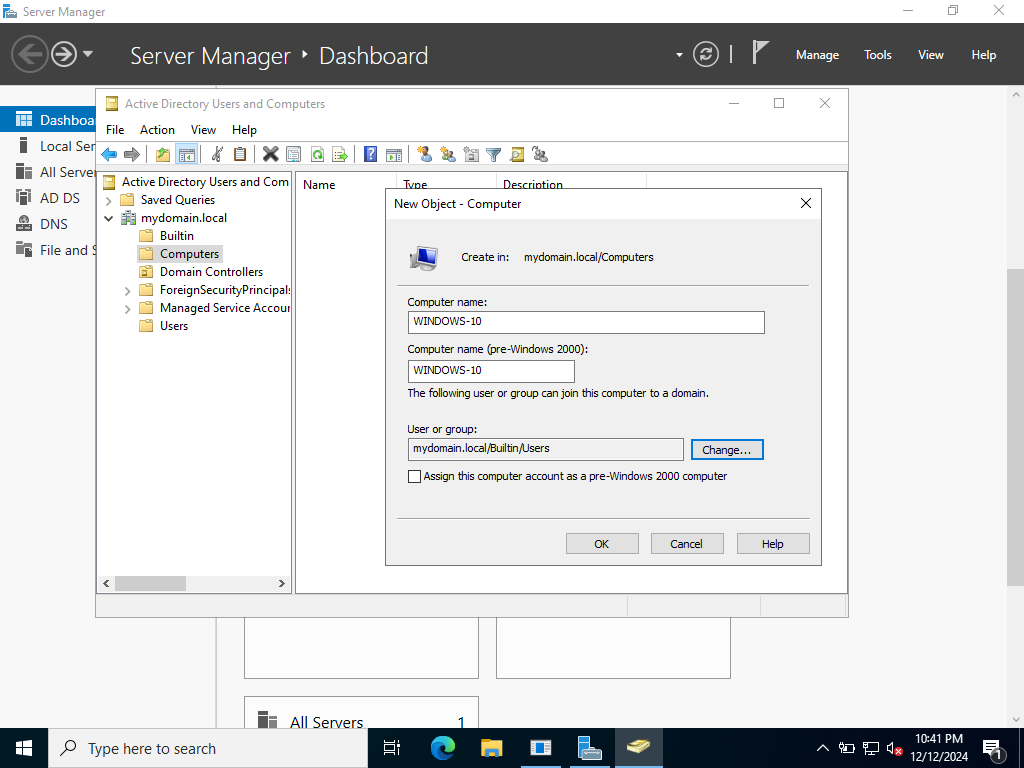 Server Manager
Server Manager ‣ Dashboard
Manage Tools View Help
Dashboa
Local Ser
All Server
AD DS
DNS
File and S
Active Directory Users and Computers
File Action View Help
Active Directory Users and Com
Saved Queries
mydomain.local
Builtin
Computers
Domain Controllers
ForeignSecurityPrincipals
Managed Service Accour
Users
Name Type Description
New Object - Computer
Create in: mydomain.local/Computers
Computer name:
WINDOWS-10
Computer name (pre-Windows 2000):
WINDOWS-10
The following user or group can join this computer to a domain.
User or group:
mydomain.local/Builtin/Users
Change...
Assign this computer account as a pre-Windows 2000 computer
OK Cancel Help
All Servers 1
Type here to search
10:41 PM
12/12/2024
1